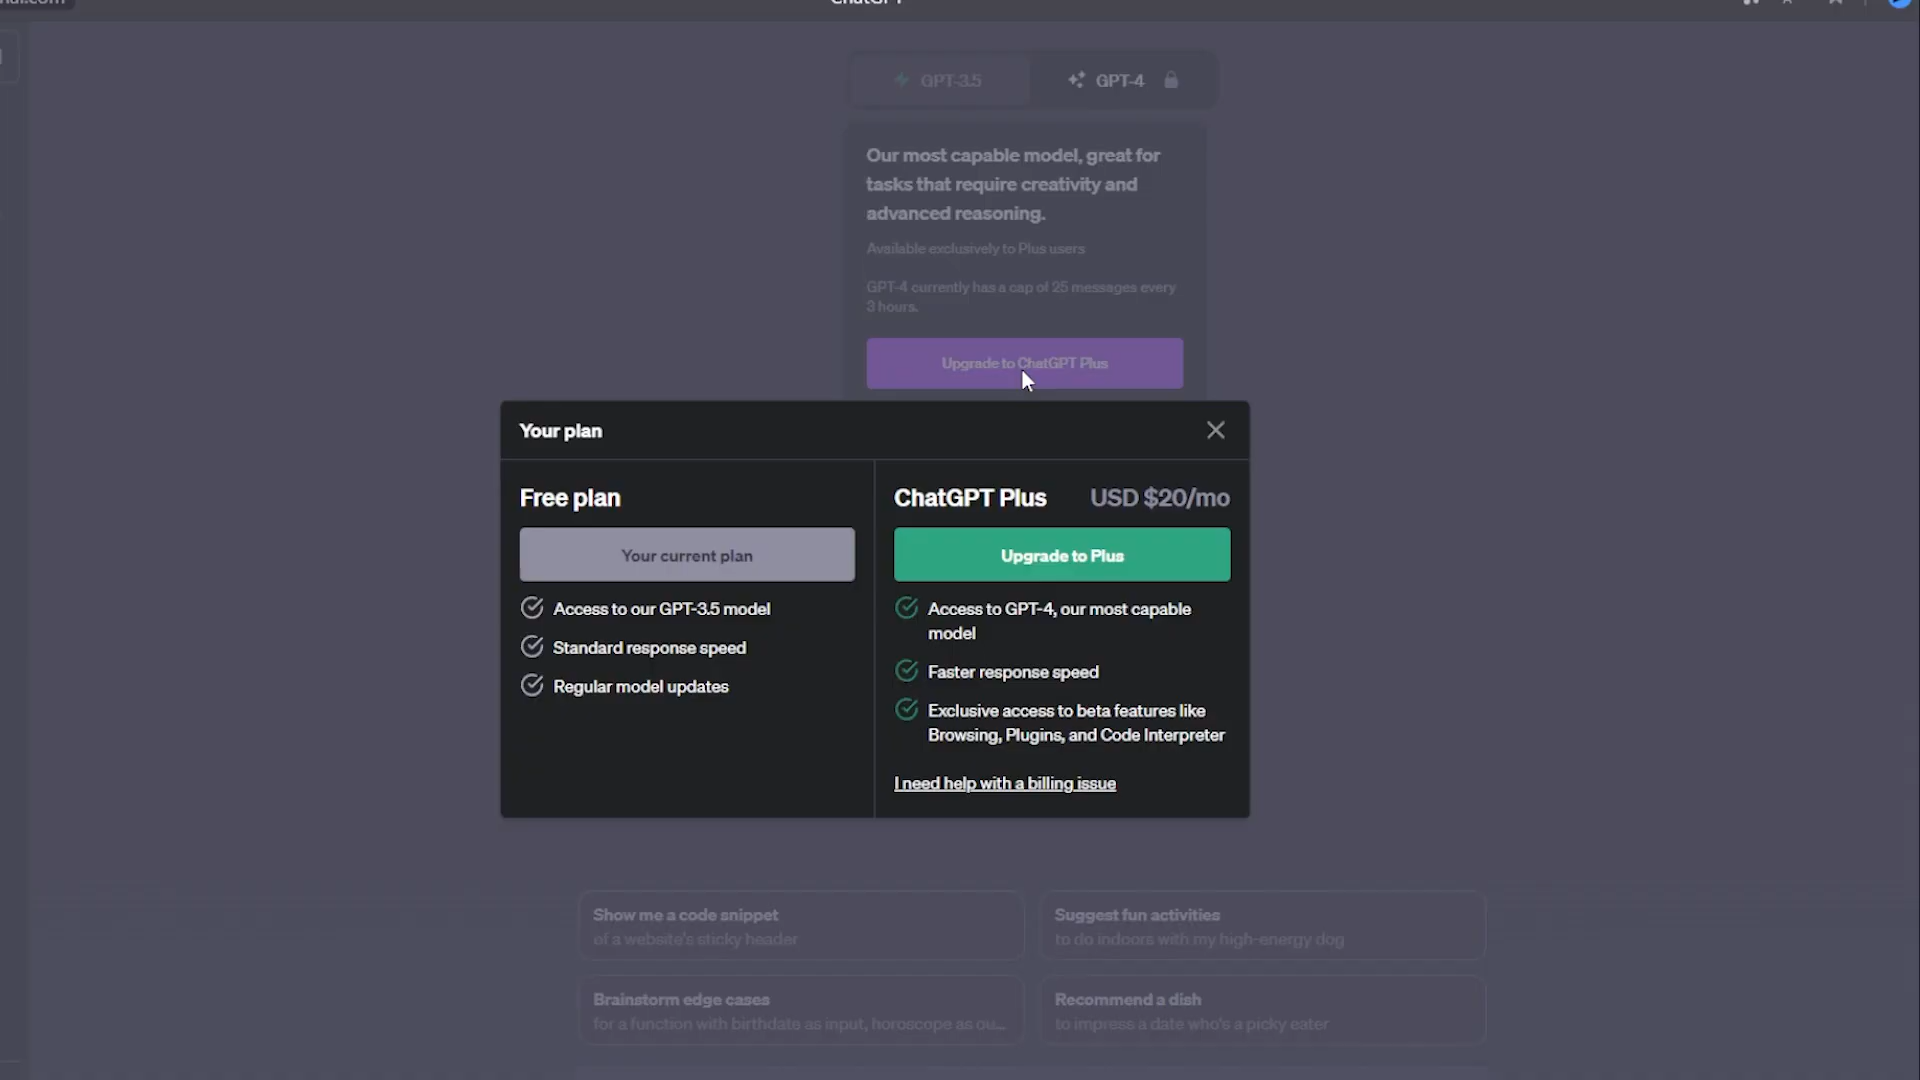 ChatGPT
GPT-3.5
GPT-4
Our most capable model, great for
tasks that require creativity and
advanced reasoning.
Available exclusively to Plus users
GPT-4 currently has a cap of 25 messages every
3 hours.
Upgrade to ChatGPT Plus
Your plan
Free plan
Your current plan
Access to our GPT-3.5 model
Standard response speed
Regular model updates
ChatGPT Plus USD $20/mo
Upgrade to Plus
Access to GPT-4, our most capable
model
Faster response speed
Exclusive access to beta features like
Browsing, Plugins, and Code Interpreter
I need help with a billing issue
Show me a code snippet
of a website's sticky header
Suggest fun activities
to do indoors with my high-energy dog
Brainstorm edge cases
for a function with birthdate as input, horoscope as ou...
Recommend a dish
to impress a date who's a picky eater